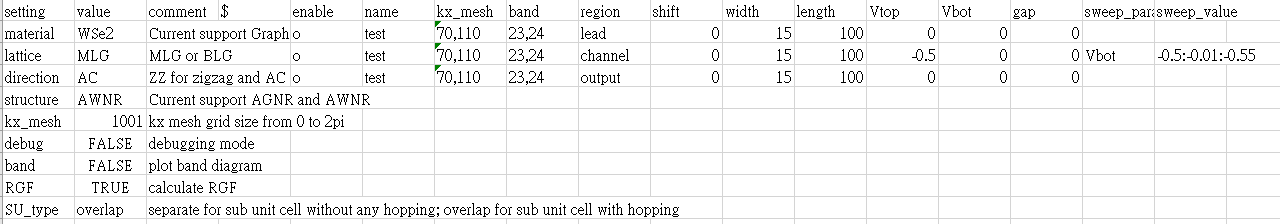 setting value comment $ enable name kx_mesh band region shift width length Vtop Vbot gap sweep_para sweep_value
material WSe2 Current support Graph o test 70,110 23,24 lead 0 15 100 0 0 0
lattice MLG MLG or BLG o test 70,110 23,24 channel 0 15 100 -0.5 0 0 Vbot -0.5:-0.01:-0.55
direction AC ZZ for zigzag and AC o test 70,110 23,24 output 0 15 100 0 0 0
structure AWNR Current support AGNR and AWNR
kx_mesh 1001 kx mesh grid size from 0 to 2pi
debug FALSE debugging mode
band FALSE plot band diagram
RGF TRUE calculate RGF
SU_type overlap separate for sub unit cell without any hopping; overlap for sub unit cell with hopping